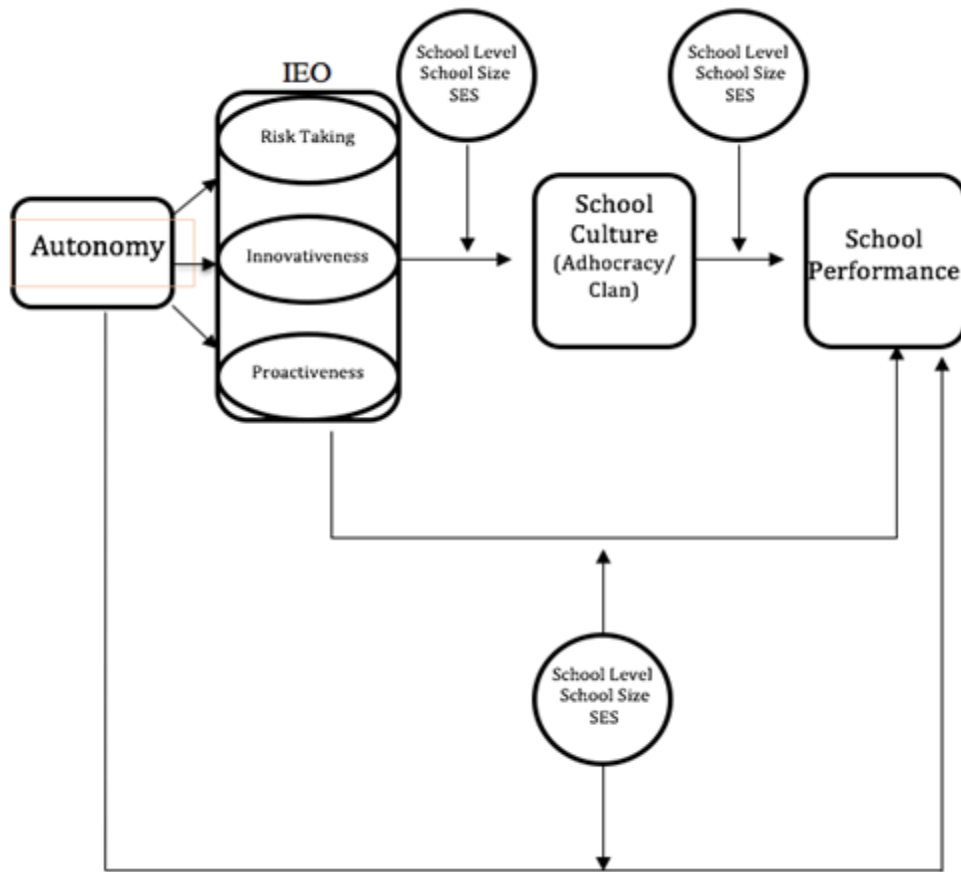 School Level
School Size
SES
School Level
School Size
SES
IEO
Risk Taking
Autonomy
Innovativeness
Proactiveness
School
Culture
(Adhocracy/
Clan)
School
Performance
School Level
School Size
SES